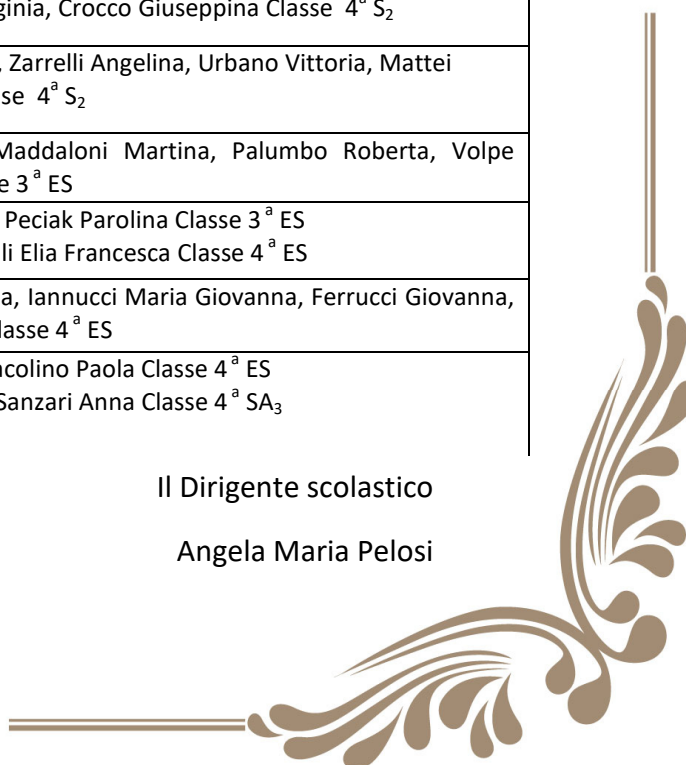 ginia, Crocco Giuseppina Classe 4ª S₂
, Zarrelli Angelina, Urbano Vittoria, Mattei
se 4ª S₂
Maddaloni Martina, Palumbo Roberta, Volpe
e 3ª ES
Peciak Parolina Classe 3ª ES
li Elia Francesca Classe 4ª ES
a, Iannucci Maria Giovanna, Ferrucci Giovanna,
lasse 4ª ES
colino Paola Classe 4ª ES
Sanzari Anna Classe 4ª SA₃
Il Dirigente scolastico
Angela Maria Pelosi